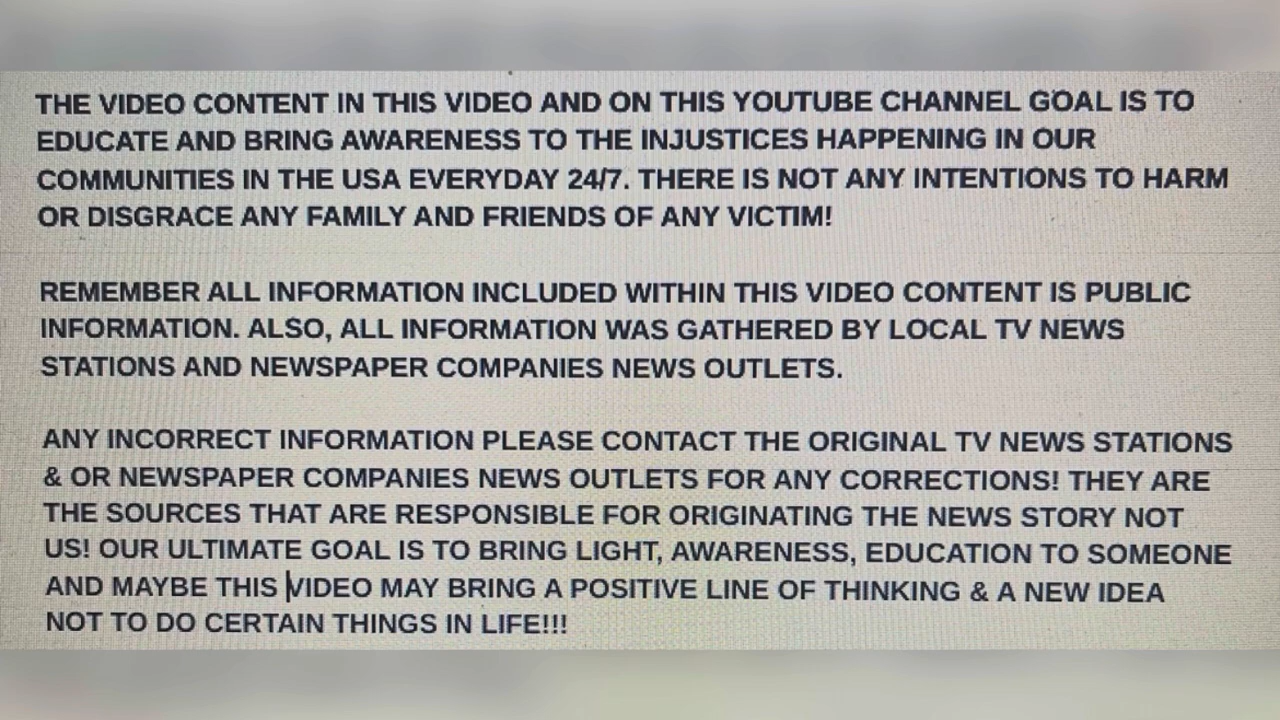 THE VIDEO CONTENT IN THIS VIDEO AND ON THIS YOUTUBE CHANNEL GOAL IS TO
EDUCATE AND BRING AWARENESS TO THE INJUSTICES HAPPENING IN OUR
COMMUNITIES IN THE USA EVERYDAY 24/7. THERE IS NOT ANY INTENTIONS TO HARM
OR DISGRACE ANY FAMILY AND FRIENDS OF ANY VICTIM!
REMEMBER ALL INFORMATION INCLUDED WITHIN THIS VIDEO CONTENT IS PUBLIC
INFORMATION. ALSO, ALL INFORMATION WAS GATHERED BY LOCAL TV NEWS
STATIONS AND NEWSPAPER COMPANIES NEWS OUTLETS.
ANY INCORRECT INFORMATION PLEASE CONTACT THE ORIGINAL TV NEWS STATIONS
& OR NEWSPAPER COMPANIES NEWS OUTLETS FOR ANY CORRECTIONS! THEY ARE
THE SOURCES THAT ARE RESPONSIBLE FOR ORIGINATING THE NEWS STORY NOT
US! OUR ULTIMATE GOAL IS TO BRING LIGHT, AWARENESS, EDUCATION TO SOMEONE
AND MAYBE THIS VIDEO MAY BRING A POSITIVE LINE OF THINKING & A NEW IDEA
NOT TO DO CERTAIN THINGS IN LIFE!!!